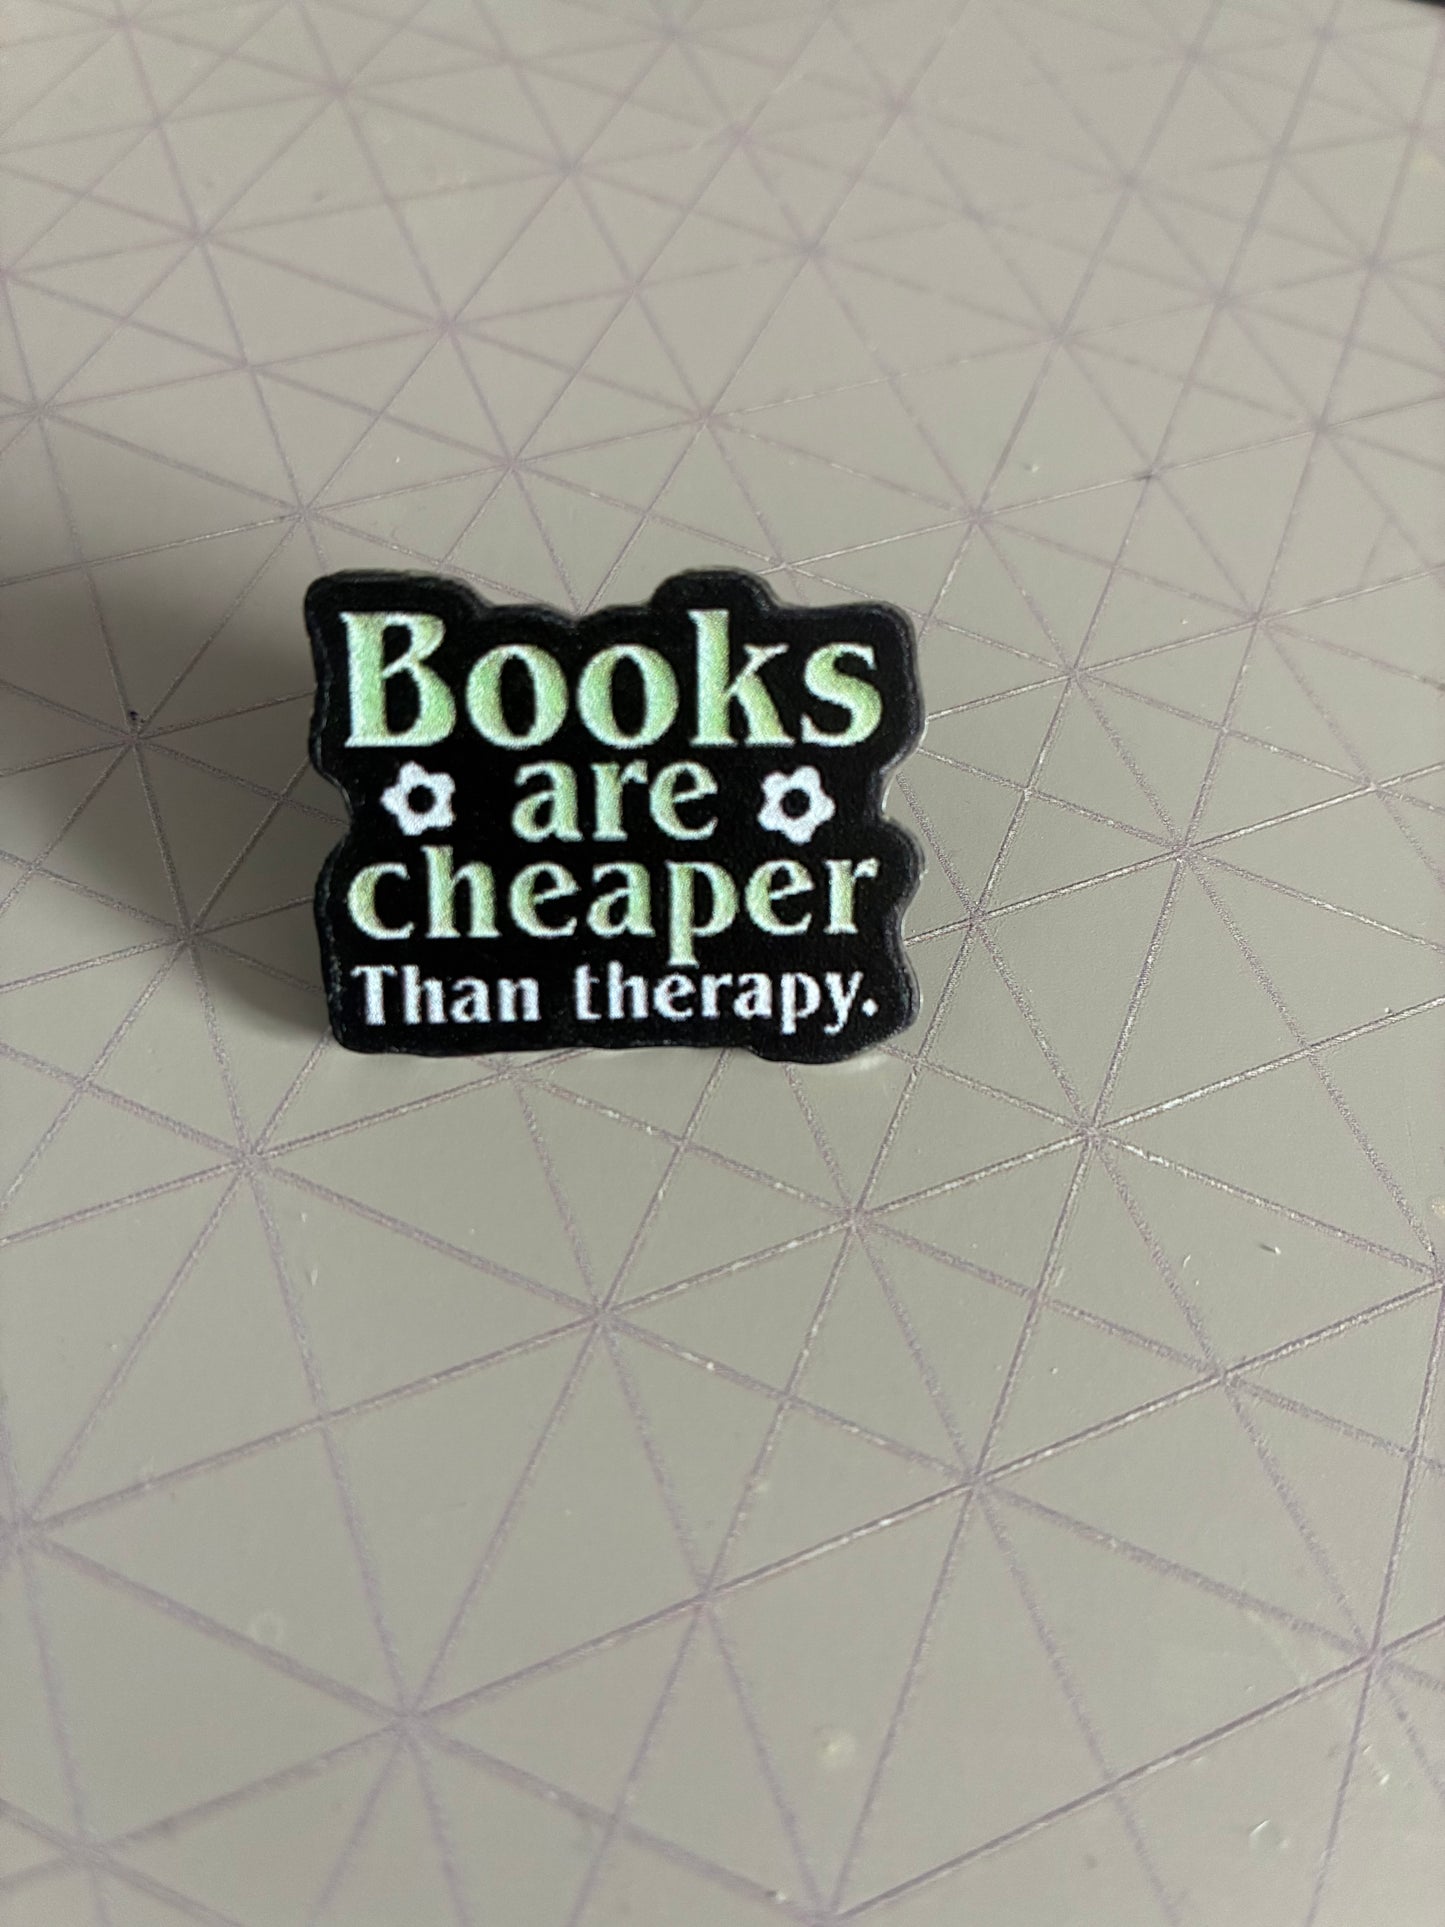 Books
are
cheaper
Than therapy.